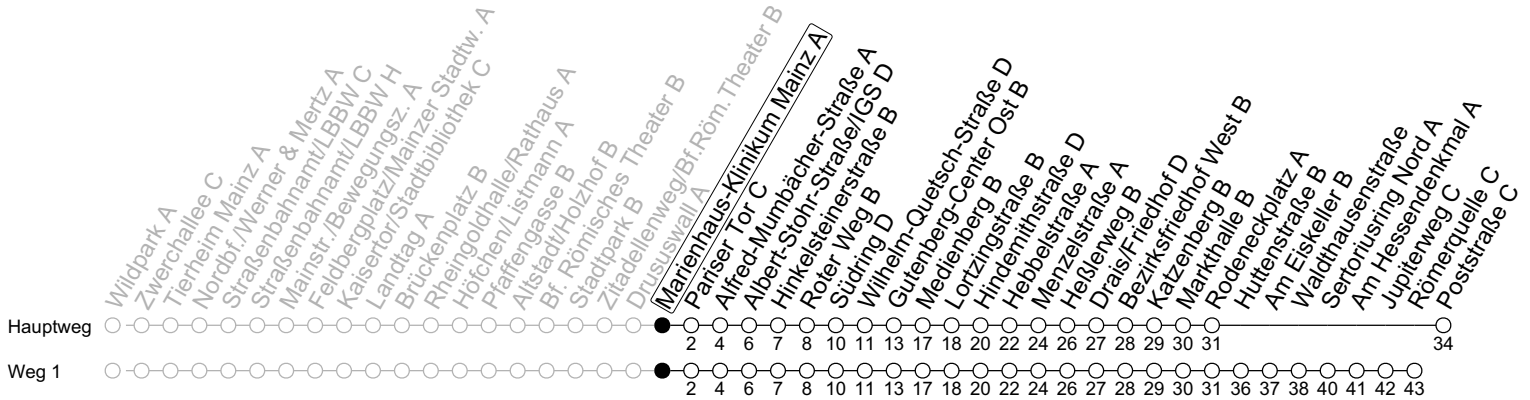 Wildpark A
Zwerchallee C
Tierheim Mainz A
Nordbf./Werner & Mertz A
Straßenbahnamt/LBBW C
Straßenbahnamt/LBBW H
Mainstr./Bewegungsz. A
Feldbergplatz/Mainzer Stadtw. A
Kaisertor/Stadtbibliothek C
Landtag A
Brückenplatz B
Rheingoldhalle/Rathaus A
Höfchen/Listmann A
Pfaffengasse B
Altstadt/Holzhof B
Bf. Römisches Theater B
Stadtpark B
Zitadellenweg/Bf.Röm.Theater B
Drususwall A
Marienhaus-Klinikum Mainz A
Pariser Tor C
Alfred-Mumbächer-Straße A
Albert-Stohr-Straße/IGS D
Hinkelsteinerstraße B
Roter Weg B
Südring D
Wilhelm-Quetsch-Straße D
Gutenberg-Center Ost B
Medienberg B
Lortzingstraße B
Hindemithstraße D
Hebbelstraße A
Menzelstraße A
Heßlerweg B
Drais/Friedhof D
Bezirksfriedhof West B
Katzenberg B
Markthalle B
Rodeneckplatz A
Huttenstraße B
Am Eiskeller B
Waldthausenstraße
Sertoriusring Nord A
Am Hessendenkmal A
Jupiterweg C
Römerquelle C
Poststraße C
Hauptweg
2 4 6 7 8 10 11 13 17 18 20 22 24 26 27 28 29 30 31 34
Weg 1
2 4 6 7 8 10 11 13 17 18 20 22 24 26 27 28 29 30 31 36 37 38 40 41 42 43